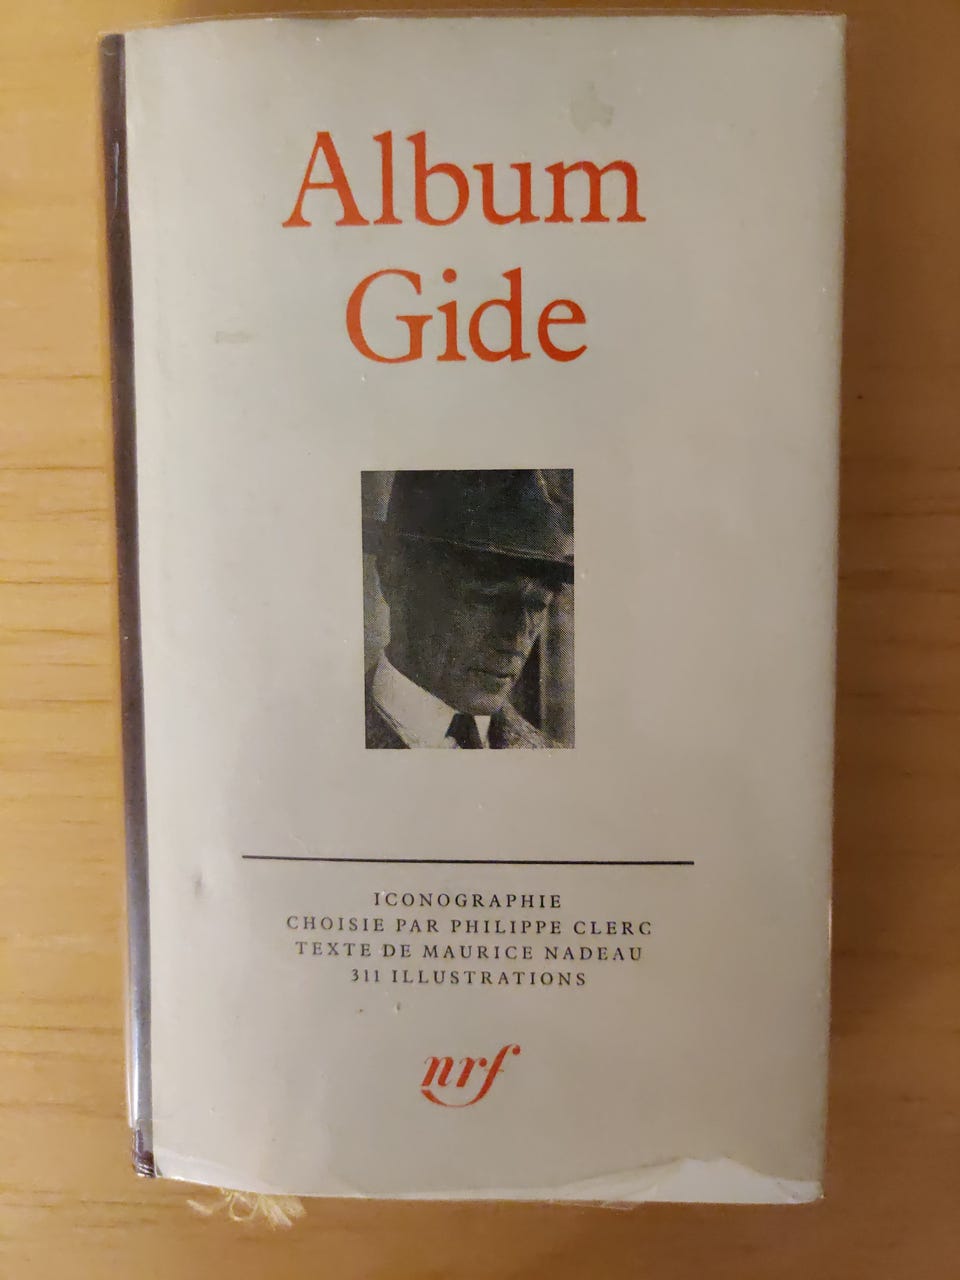 Album
Gide
ICONOGRAPHIE
CHOISIE PAR PHILIPPE CLERC
TEXTE DE MAURICE NADEAU
311 ILLUSTRATIONS
nrf